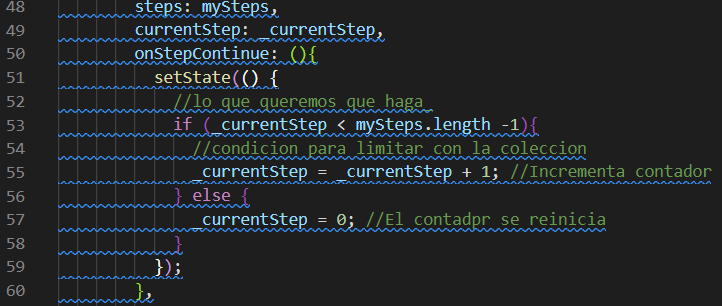 48 steps: mySteps,
49 currentStep: _currentStep,
50 onStepContinue: (){
51 setState(() {
52 //lo que queremos que haga_
53 if (_currentStep < mySteps.length -1){
54 //condicion para limitar con la coleccion
55 _currentStep = _currentStep + 1; //Incrementa contador
56 } else {
57 _currentStep = 0; //El contadpr se reinicia
58 }
59 });
60 },